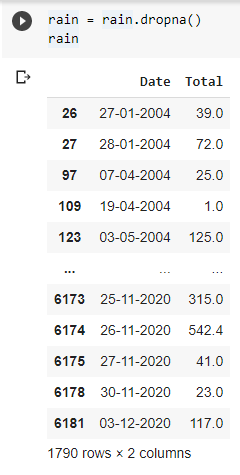 rain = rain.dropna()
rain
Date Total
26 27-01-2004 39.0
27 28-01-2004 72.0
97 07-04-2004 25.0
109 19-04-2004 1.0
123 03-05-2004 125.0
... ... ...
6173 25-11-2020 315.0
6174 26-11-2020 542.4
6175 27-11-2020 41.0
6178 30-11-2020 23.0
6181 03-12-2020 117.0
1790 rows × 2 columns